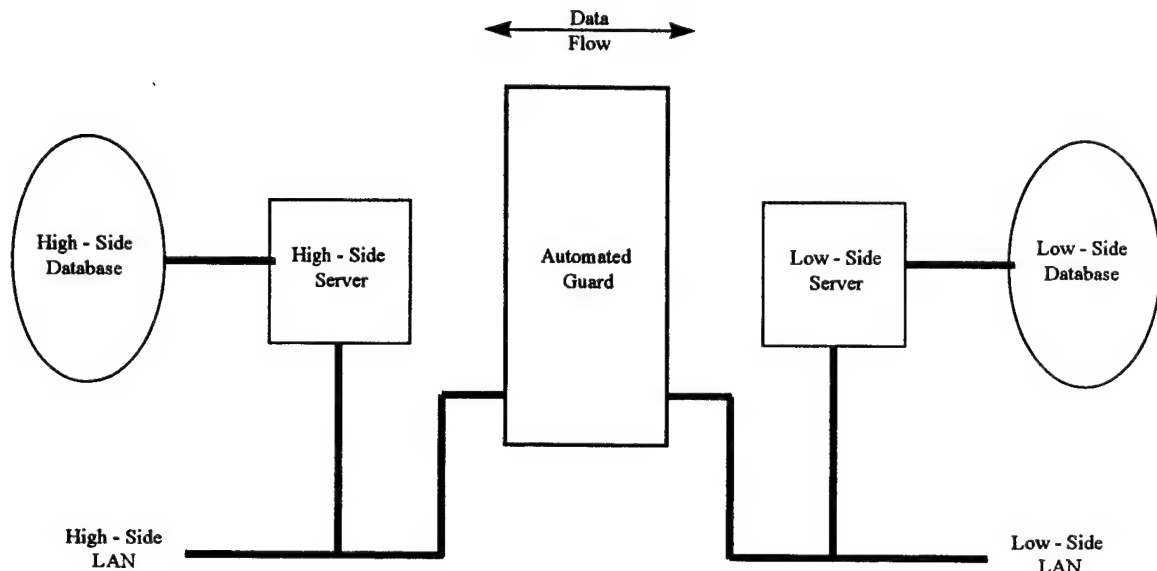 Data
Flow
High - Side
Database
High - Side
Server
Automated
Guard
Low - Side
Server
Low - Side
Database
High - Side
LAN
Low - Side
LAN